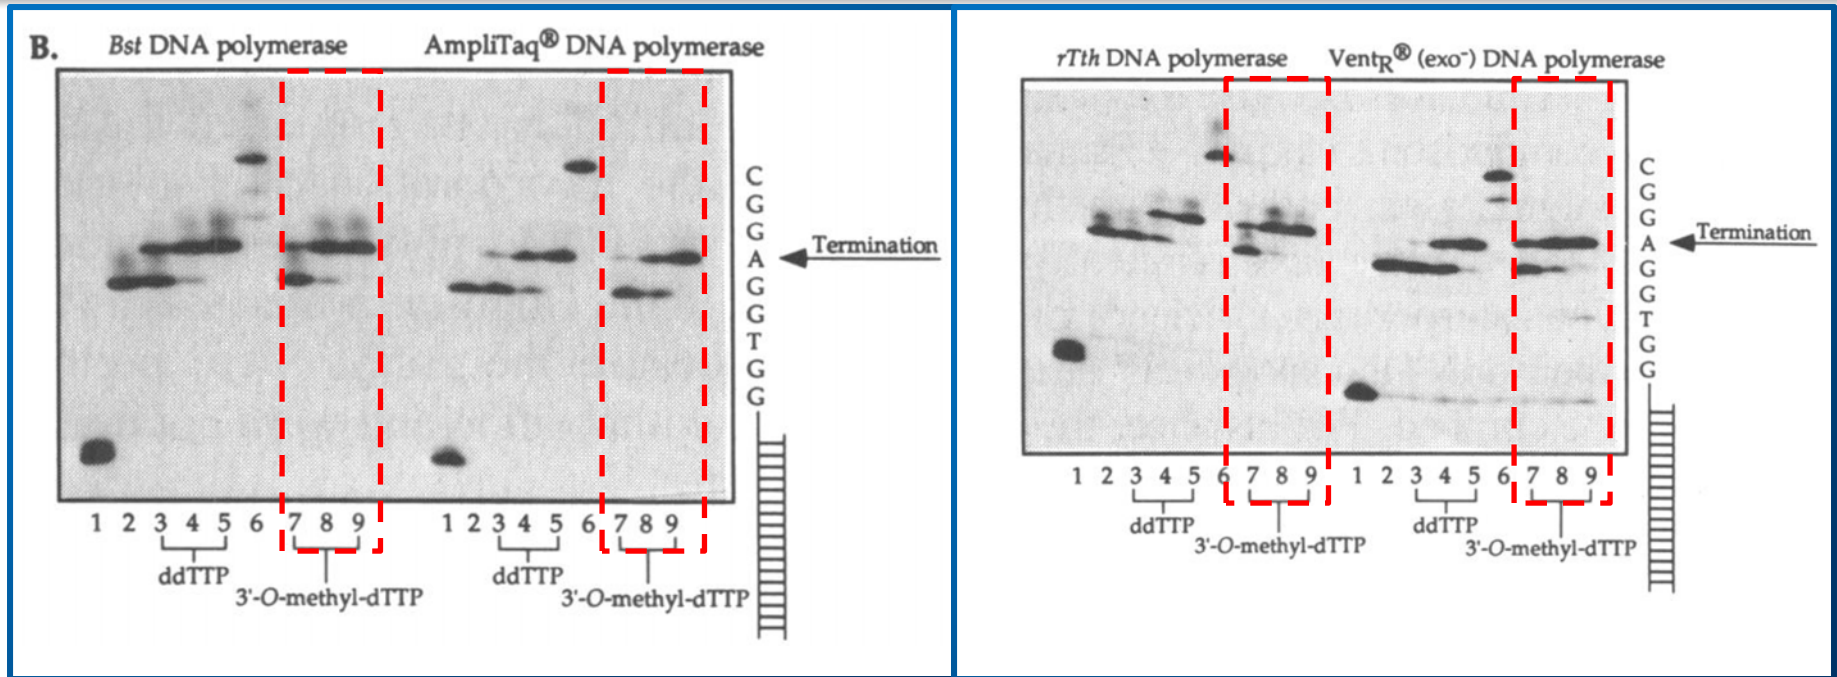 B.
Bst DNA polymerase
AmpliTaq® DNA polymerase
C
G
G
A
G
G
T
G
G
Termination
1 2 3 4 5 6 7 8 9
1 2 3 4 5 6 7 8 9
ddTTP
3'-O-methyl-dTTP
ddTTP
3'-O-methyl-dTTP
rTth DNA polymerase
VentR® (exo⁻) DNA polymerase
C
G
G
A
G
G
T
G
G
Termination
1 2 3 4 5 6 7 8 9
1 2 3 4 5 6 7 8 9
ddTTP
3'-O-methyl-dTTP
ddTTP
3'-O-methyl-dTTP